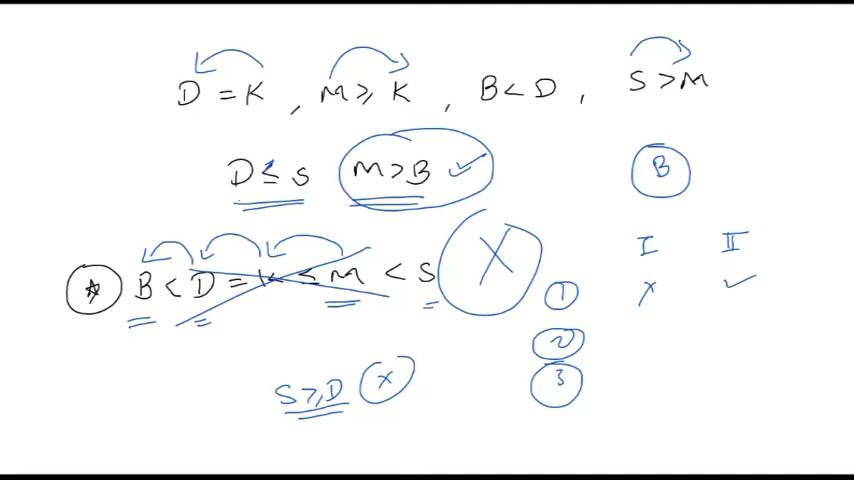 D = K , M ≥ K , B < D , S > M
D ≤ S M > B ✓ B
I II
☆ B < D = K ≤ M < S X
① X ✓
②
③
S ≥ D X